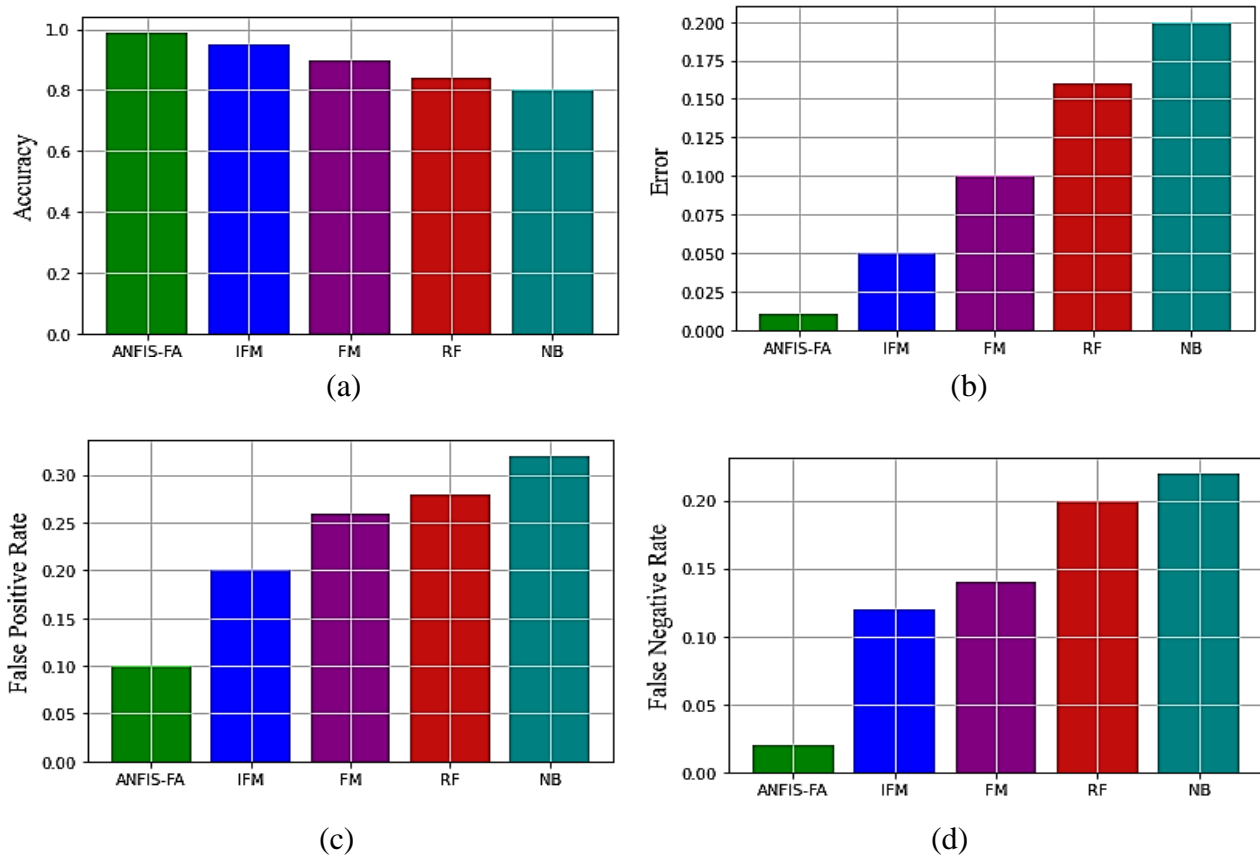 Accuracy
1.0
0.8
0.6
0.4
0.2
0.0
ANFIS-FA IFM FM RF NB
(a)
Error
0.200
0.175
0.150
0.125
0.100
0.075
0.050
0.025
0.000
ANFIS-FA IFM FM RF NB
(b)
False Positive Rate
0.30
0.25
0.20
0.15
0.10
0.05
0.00
ANFIS-FA IFM FM RF NB
(c)
False Negative Rate
0.20
0.15
0.10
0.05
0.00
ANFIS-FA IFM FM RF NB
(d)